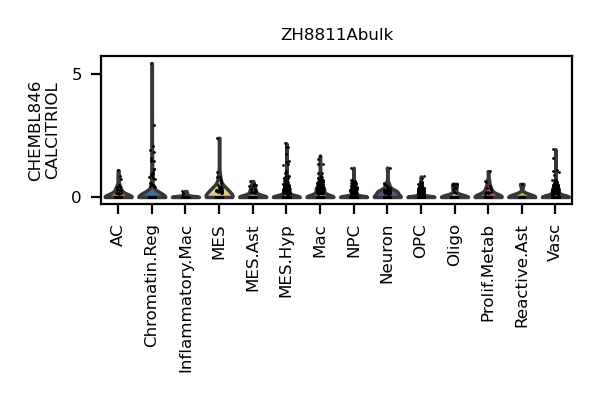 ZH8811Abulk
CHEMBL846
CALCITRIOL
5
0
AC
Chromatin.Reg
Inflammatory.Mac
MES
MES.Ast
MES.Hyp
Mac
NPC
Neuron
OPC
Oligo
Prolif.Metab
Reactive.Ast
Vasc